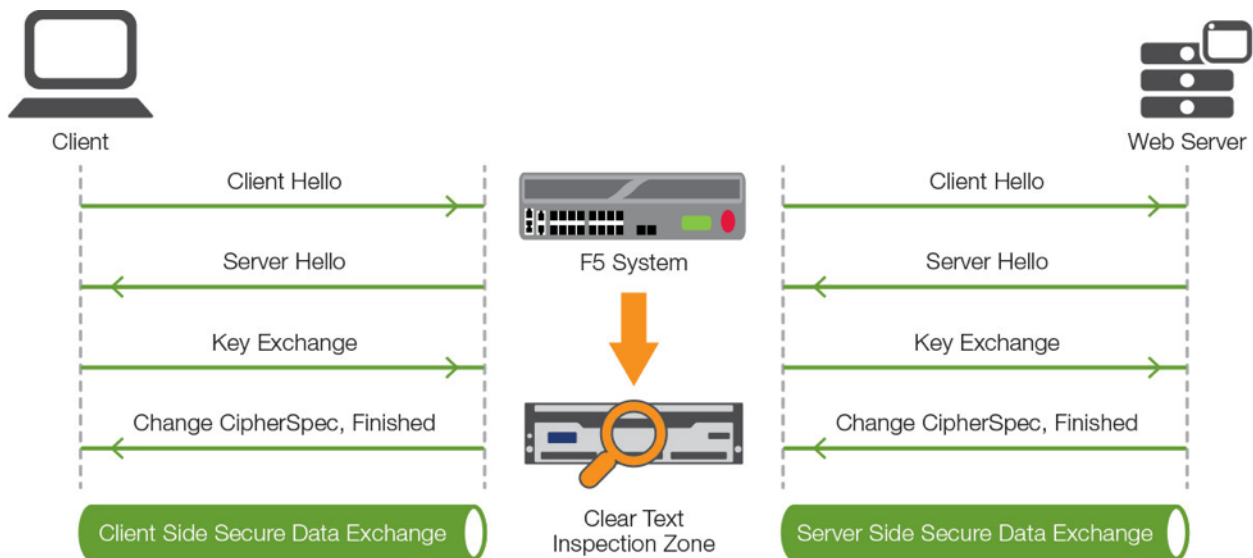 Client
Web Server
Client Hello
Client Hello
F5 System
Server Hello
Server Hello
Key Exchange
Key Exchange
Change CipherSpec, Finished
Change CipherSpec, Finished
Client Side Secure Data Exchange
Clear Text
Inspection Zone
Server Side Secure Data Exchange